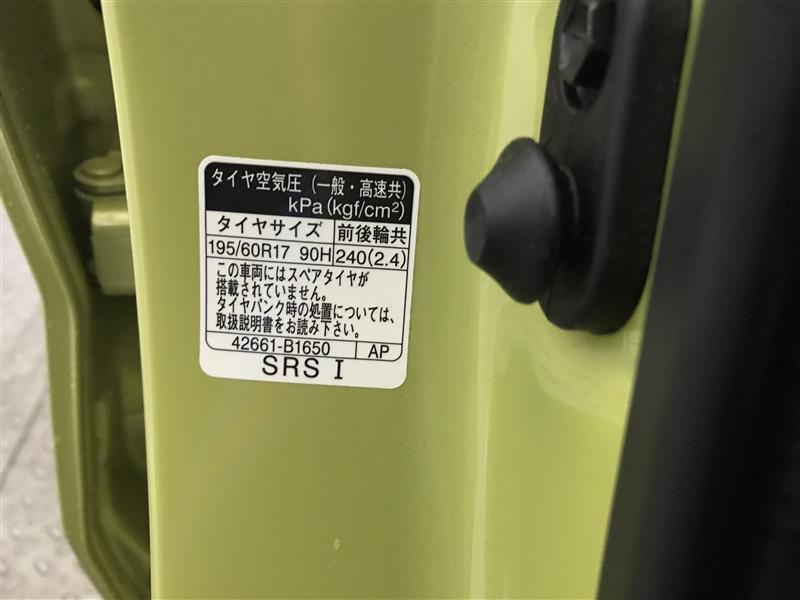 タイヤ空気圧（一般・高速共）
kPa(kgf/cm²)
タイヤサイズ 前後輪共
195/60R17 90H 240(2.4)
この車両にはスペアタイヤが
搭載されていません。
タイヤパンク時の処置については、
取扱説明書をお読み下さい。
42661-B1650 AP
SRS I